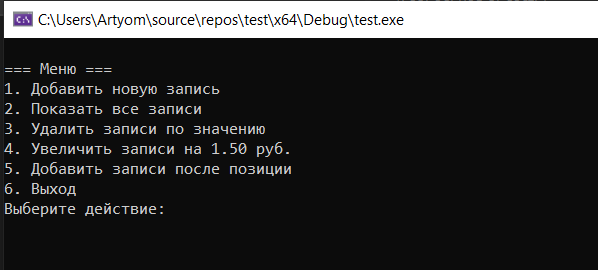 C:\Users\Artyom\source\repos\test\x64\Debug\test.exe
=== Меню ===
1. Добавить новую запись
2. Показать все записи
3. Удалить записи по значению
4. Увеличить записи на 1.50 руб.
5. Добавить записи после позиции
6. Выход
Выберите действие: